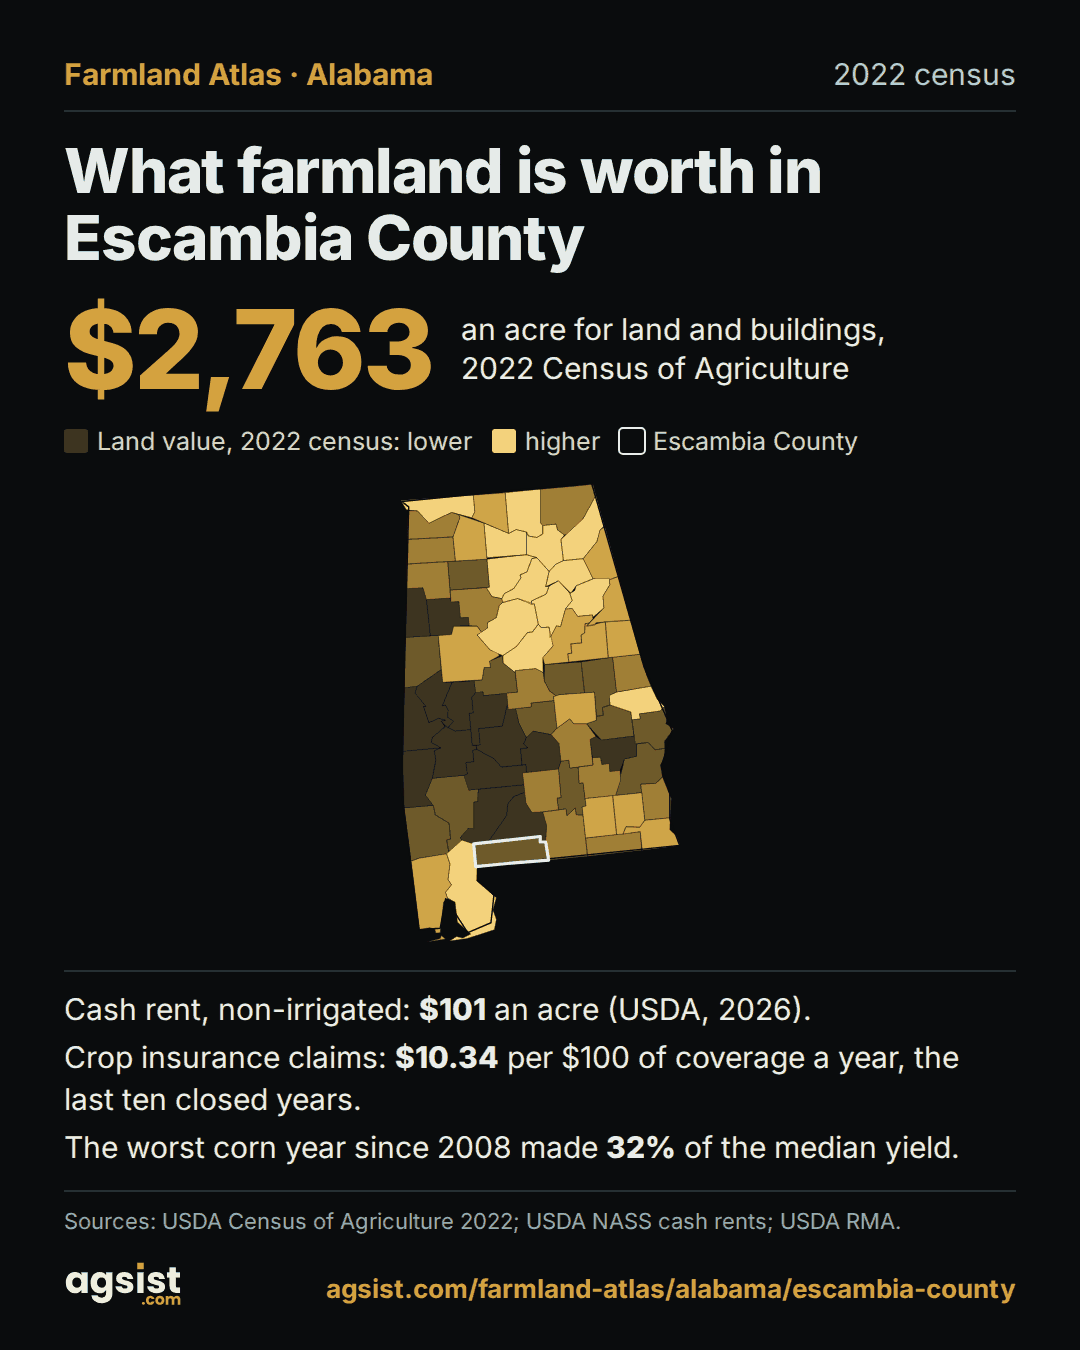 Farmland Atlas · Alabama
2022 census
What farmland is worth in
Escambia County
$2,763
an acre for land and buildings,
2022 Census of Agriculture
Land value, 2022 census: lower
higher
Escambia County
Cash rent, non-irrigated: $101 an acre (USDA, 2026).
Crop insurance claims: $10.34 per $100 of coverage a year, the
last ten closed years.
The worst corn year since 2008 made 32% of the median yield.
Sources: USDA Census of Agriculture 2022; USDA NASS cash rents; USDA RMA.
agsist
.com
agsist.com/farmland-atlas/alabama/escambia-county